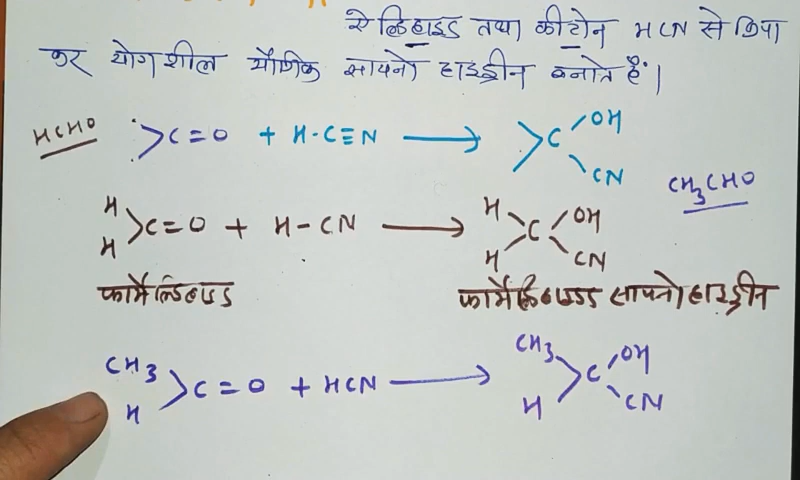 ऐल्डिहाइड तथा कीटोन HCN से क्रिया
कर योगशील यौगिक सायनो हाइड्रीन बनाते हैं।
HCHO >C=O + H-C≡N → >C OH CN
CH3CHO
H H >C=O + H-CN → H H >C OH CN
फार्मेल्डिहाइड फार्मेल्डिहाइड सायनोहाइड्रीन
CH3 H >C=O + HCN → CH3 H >C OH CN